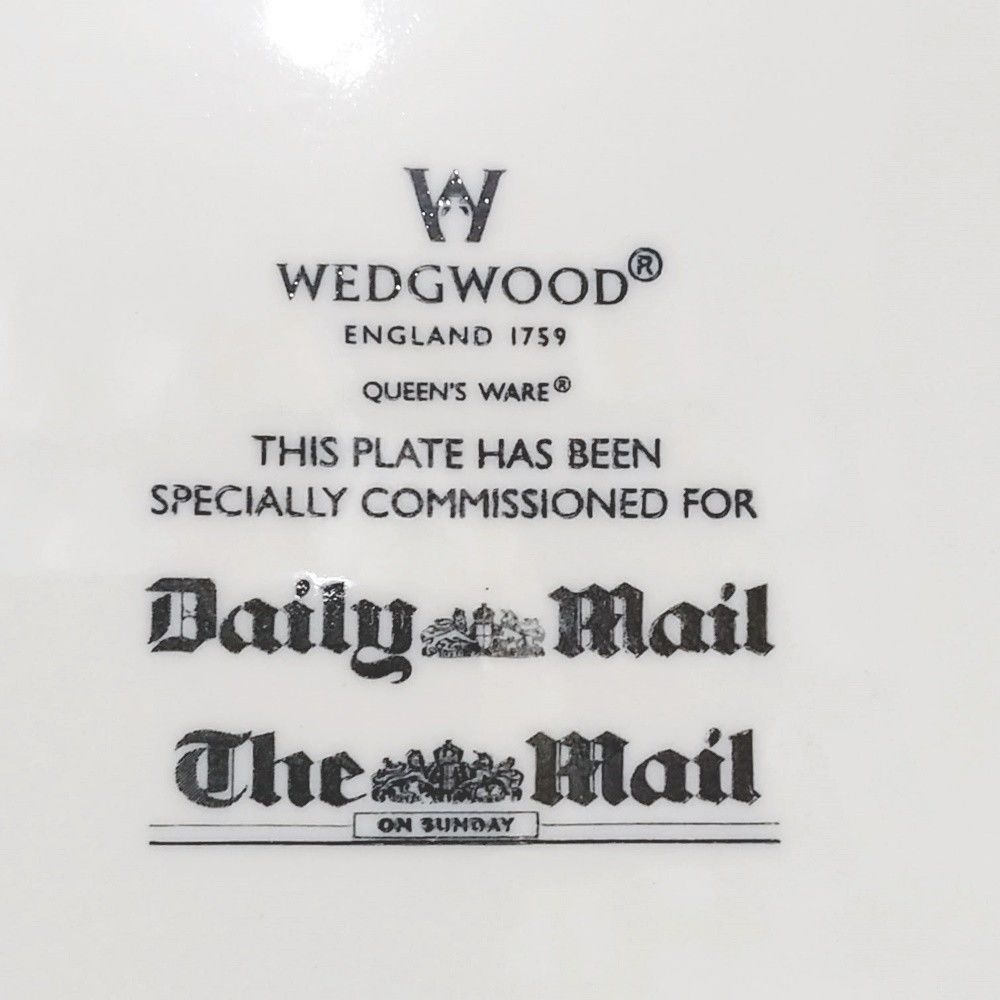 W
WEDGWOOD®
ENGLAND 1759
QUEEN'S WARE®
THIS PLATE HAS BEEN
SPECIALLY COMMISSIONED FOR
Daily Mail
The Mail
ON SUNDAY